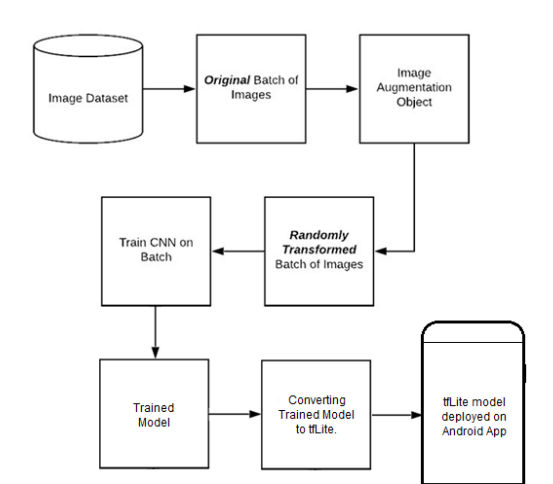 Image Dataset
Original Batch of
Images
Image
Augmentation
Object
Randomly
Transformed
Batch of Images
Train CNN on
Batch
Trained
Model
Converting
Trained Model
to tfLite.
tfLite model
deployed on
Android App